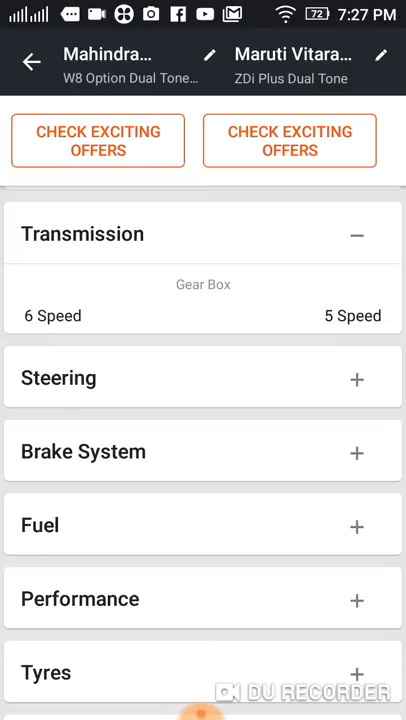 72 7:27 PM
Mahindra... Maruti Vitara...
W8 Option Dual Tone... ZDi Plus Dual Tone
CHECK EXCITING OFFERS
CHECK EXCITING OFFERS
Transmission
Gear Box
6 Speed 5 Speed
Steering
Brake System
Fuel
Performance
Tyres
DU RECORDER